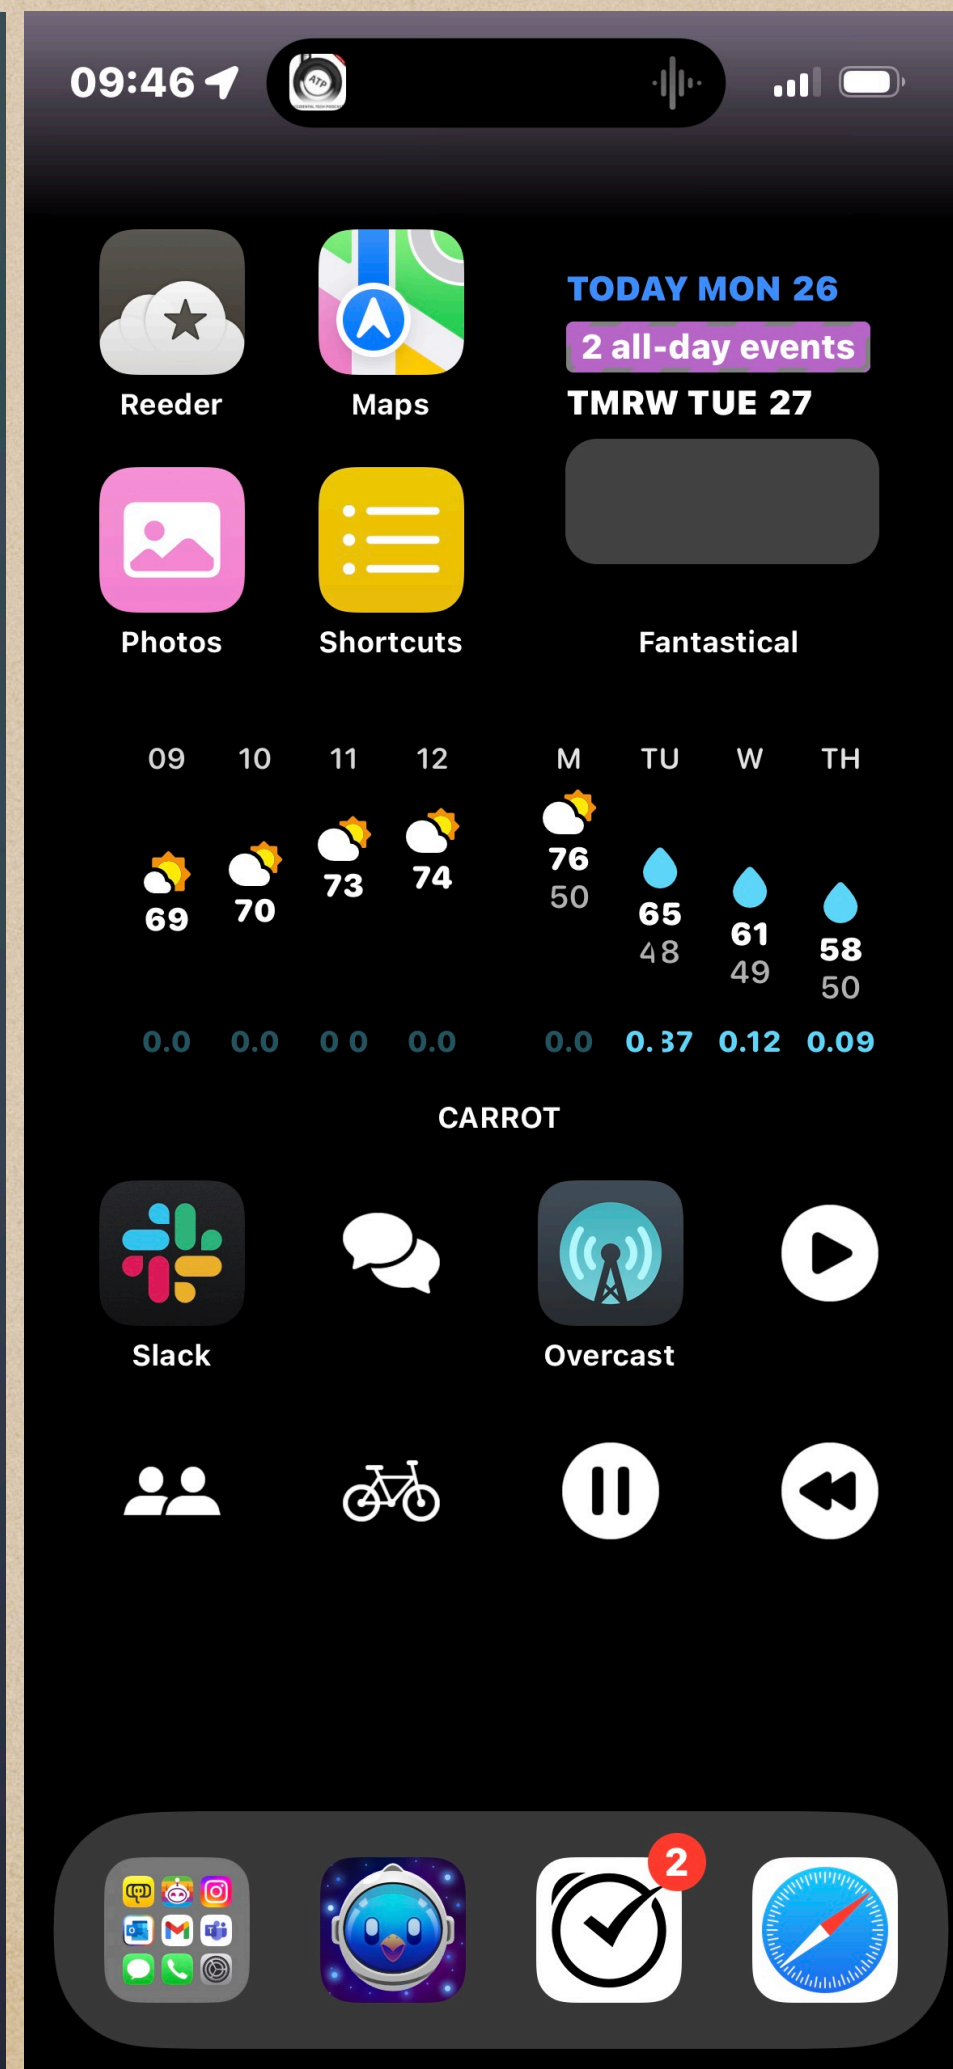 09:46
ATP
TODAY MON 26
2 all-day events
TMRW TUE 27
Reeder
Maps
Photos
Shortcuts
Fantastical
09 10 11 12 M TU W TH
69 70 73 74 76 65 61 58
50 48 49 50
0.0 0.0 0 0 0.0 0.0 0.37 0.12 0.09
CARROT
Slack
Overcast
2